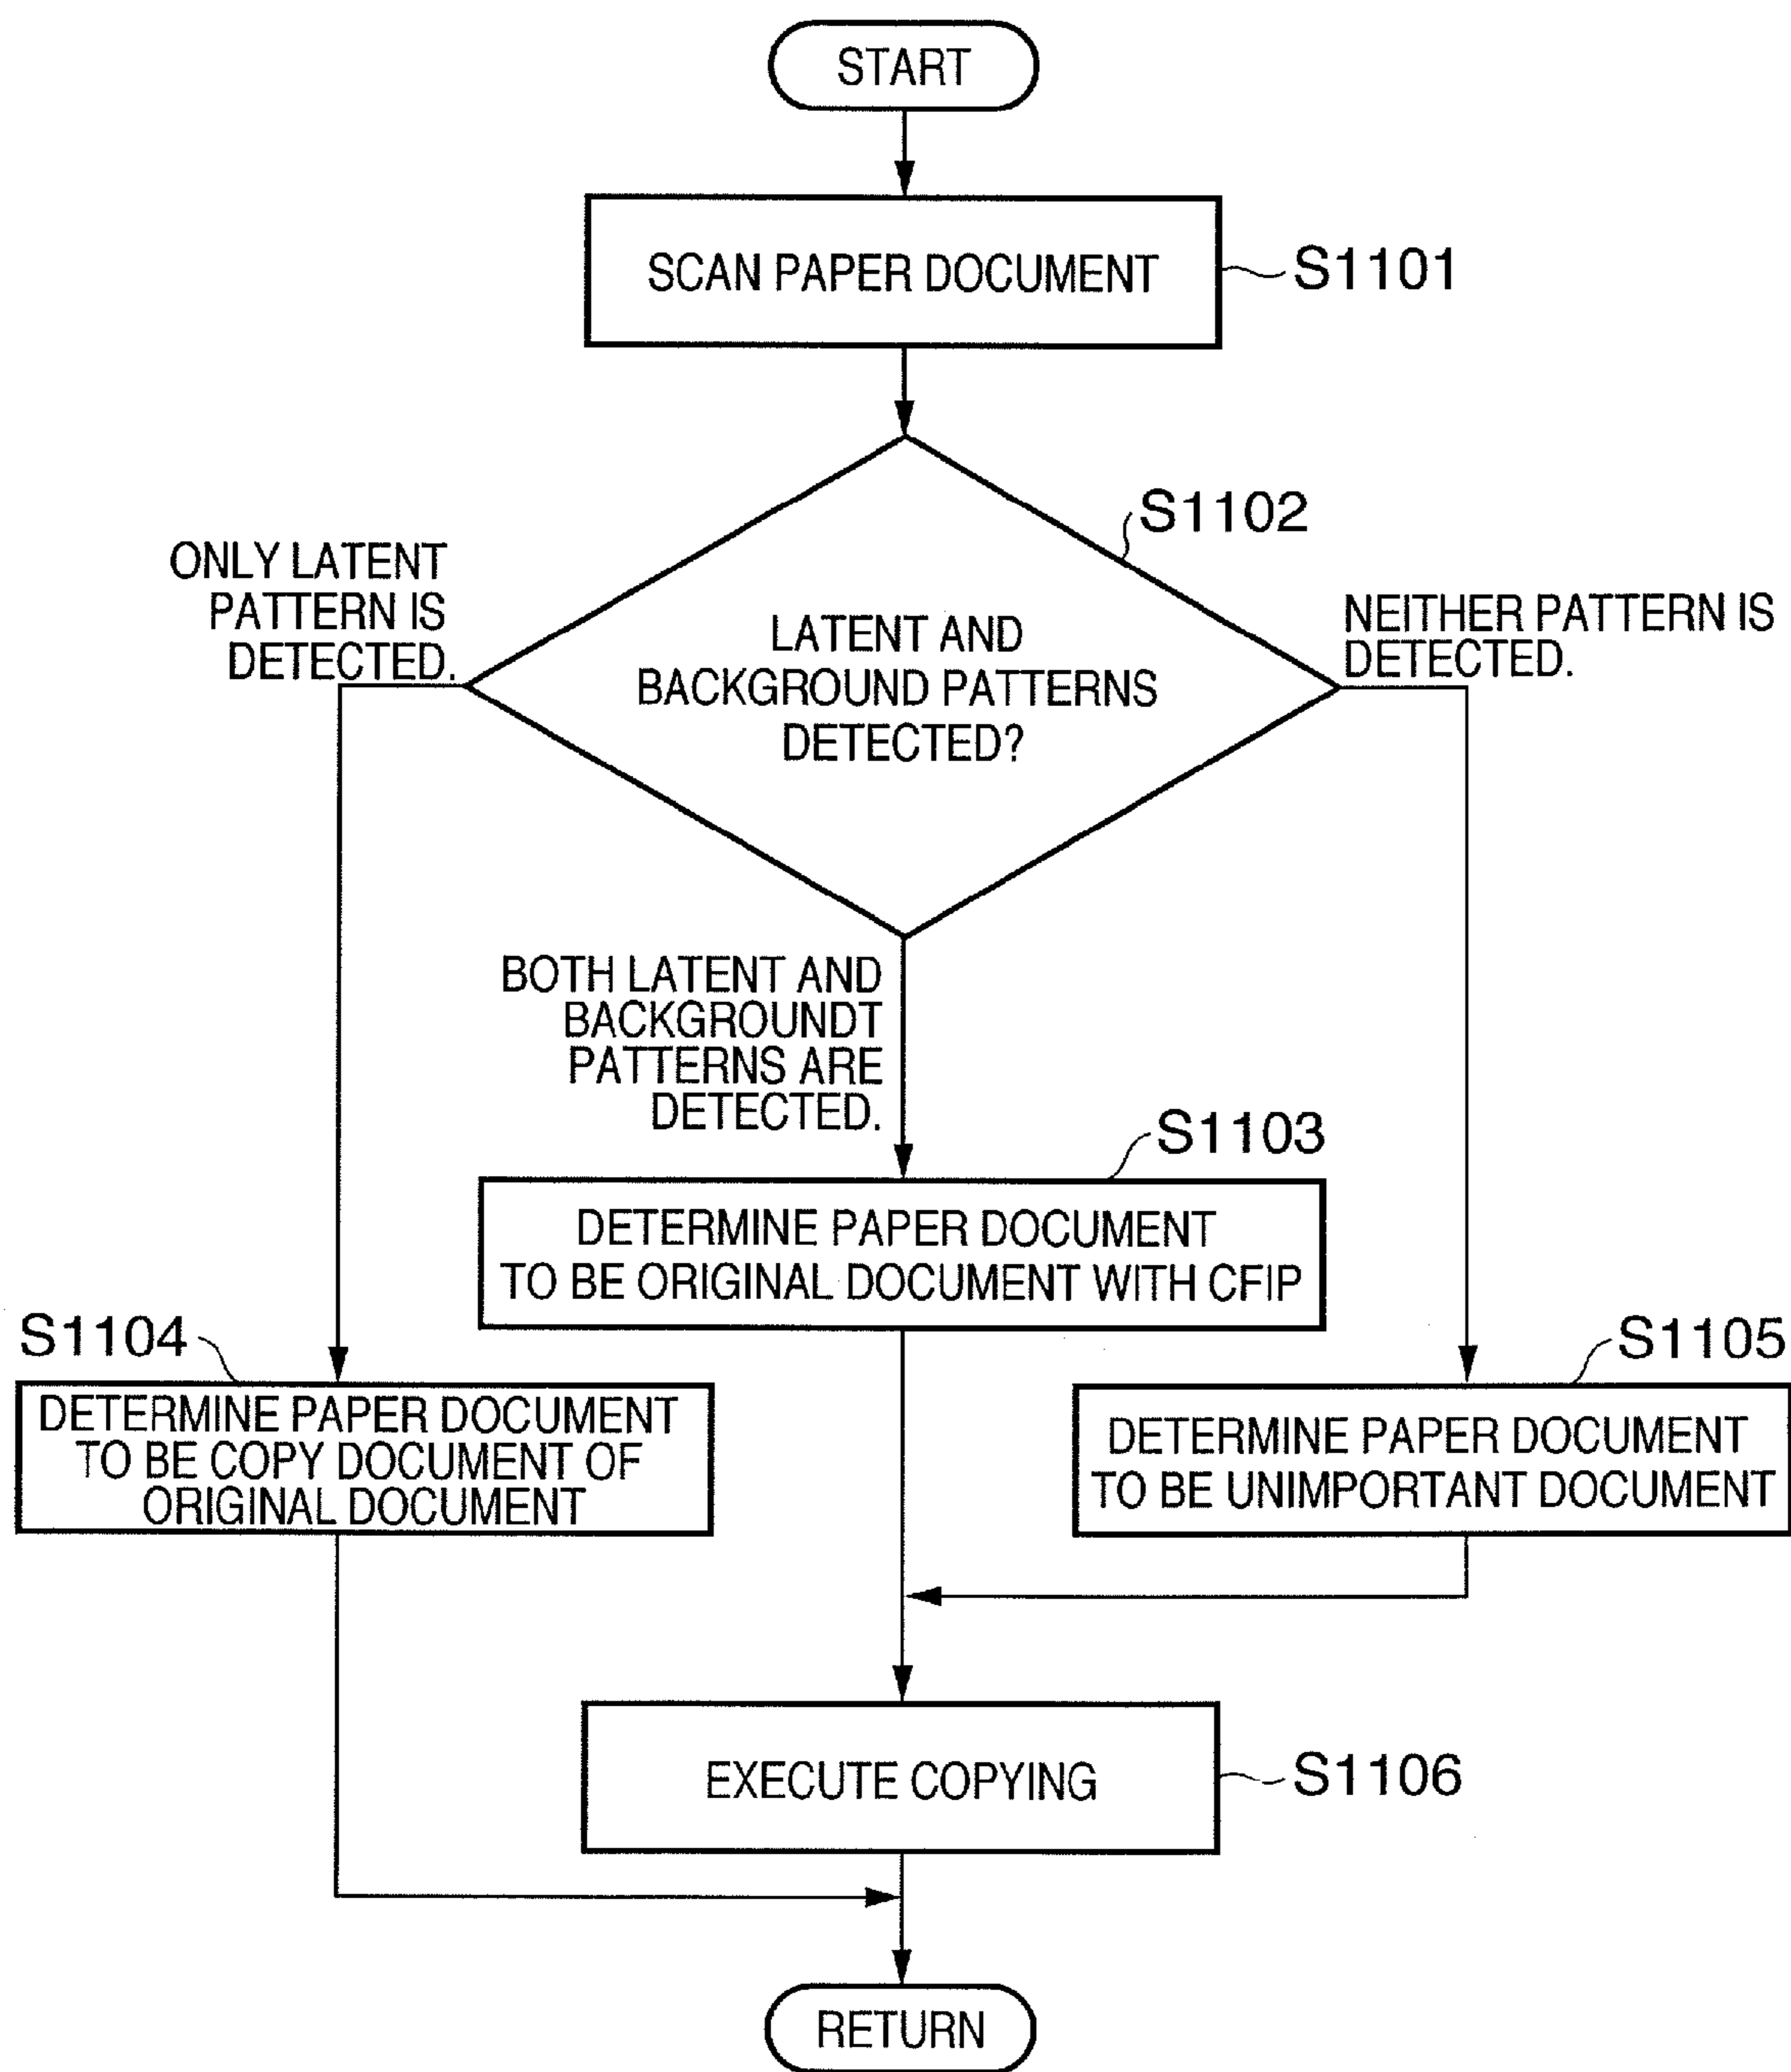 START
SCAN PAPER DOCUMENT
S1101
S1102
ONLY LATENT
PATTERN IS
DETECTED.
LATENT AND
BACKGROUND PATTERNS
DETECTED?
NEITHER PATTERN IS
DETECTED.
BOTH LATENT AND
BACKGROUNDT
PATTERNS ARE
DETECTED.
S1103
DETERMINE PAPER DOCUMENT
TO BE ORIGINAL DOCUMENT WITH CFIP
S1104
DETERMINE PAPER DOCUMENT
TO BE COPY DOCUMENT OF
ORIGINAL DOCUMENT
S1105
DETERMINE PAPER DOCUMENT
TO BE UNIMPORTANT DOCUMENT
EXECUTE COPYING
S1106
RETURN